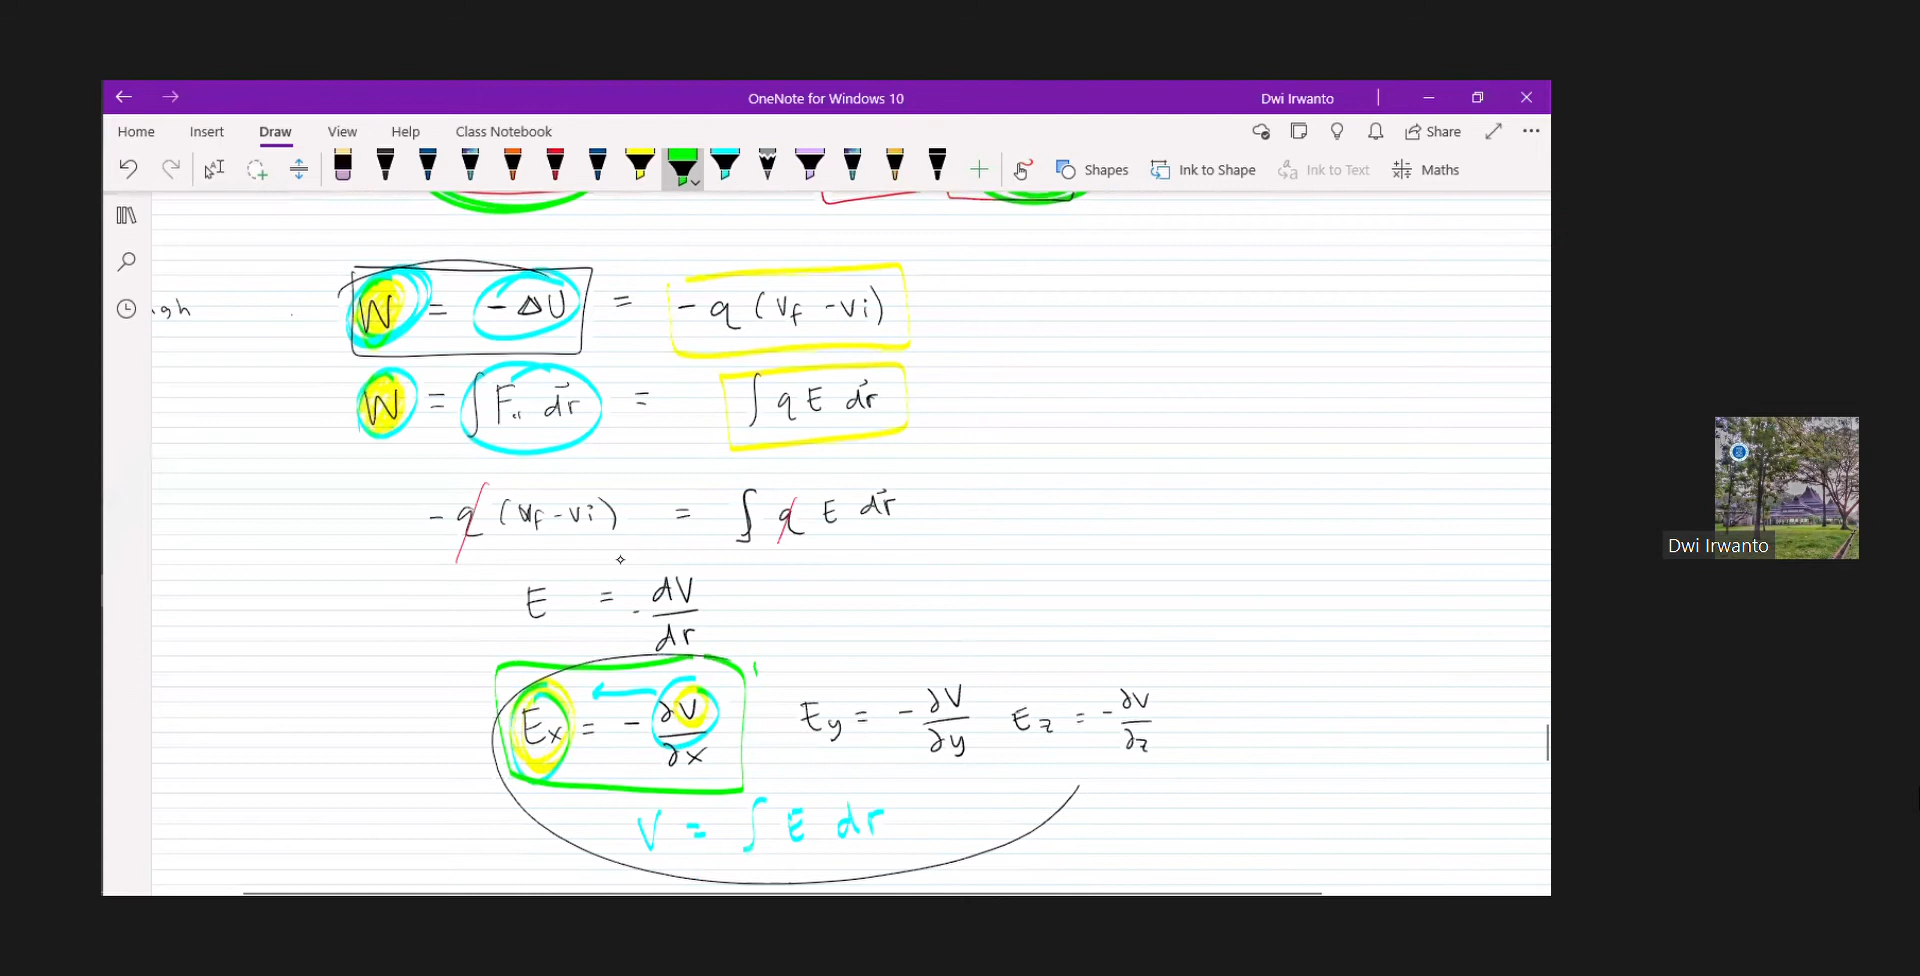 OneNote for Windows 10
Dwi Irwanto
Home Insert Draw View Help Class Notebook
Share
Shapes Ink to Shape Ink to Text Maths
W = - ΔU = - q (Vf - Vi)
W = ∫ F" dr⃗ = ∫ q E dr⃗
- q (Vf - Vi) = ∫ q E dr⃗
E = - dV/dr
Ex = - ∂V/∂x Ey = - ∂V/∂y Ez = - ∂V/∂z
V = ∫ E dr
Dwi Irwanto